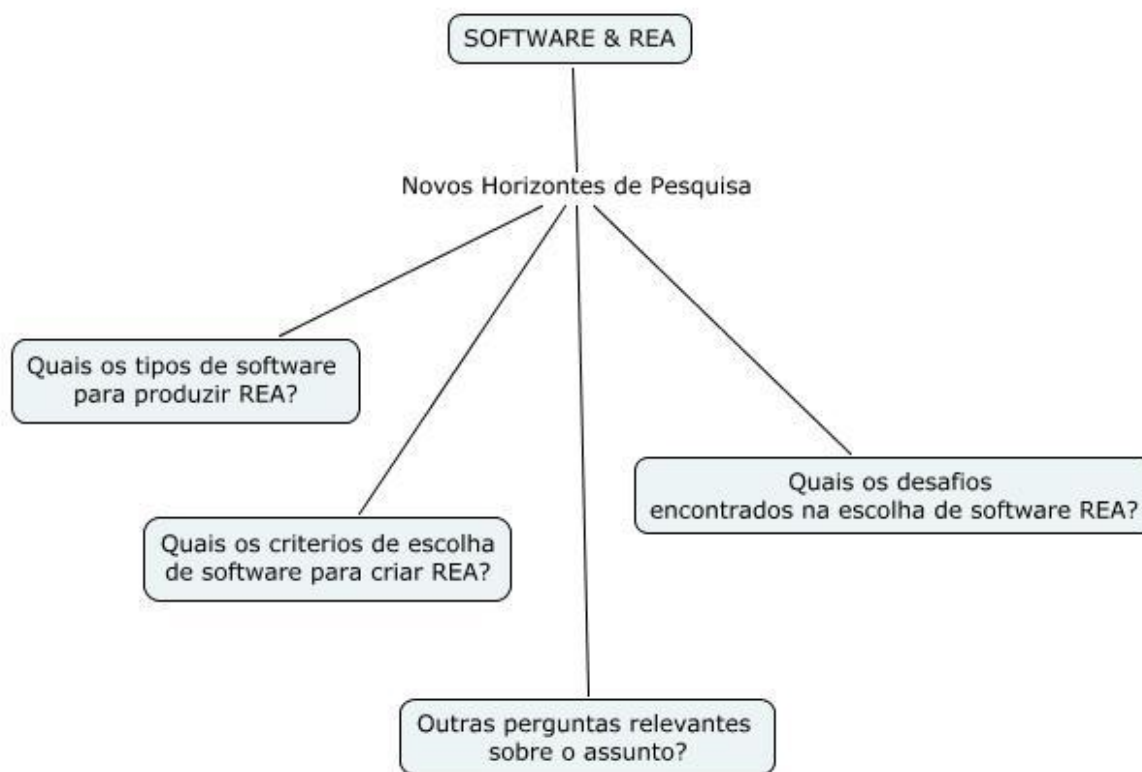 SOFTWARE & REA
Novos Horizontes de Pesquisa
Quais os tipos de software
para produzir REA?
Quais os desafios
encontrados na escolha de software REA?
Quais os criterios de escolha
de software para criar REA?
Outras perguntas relevantes
sobre o assunto?